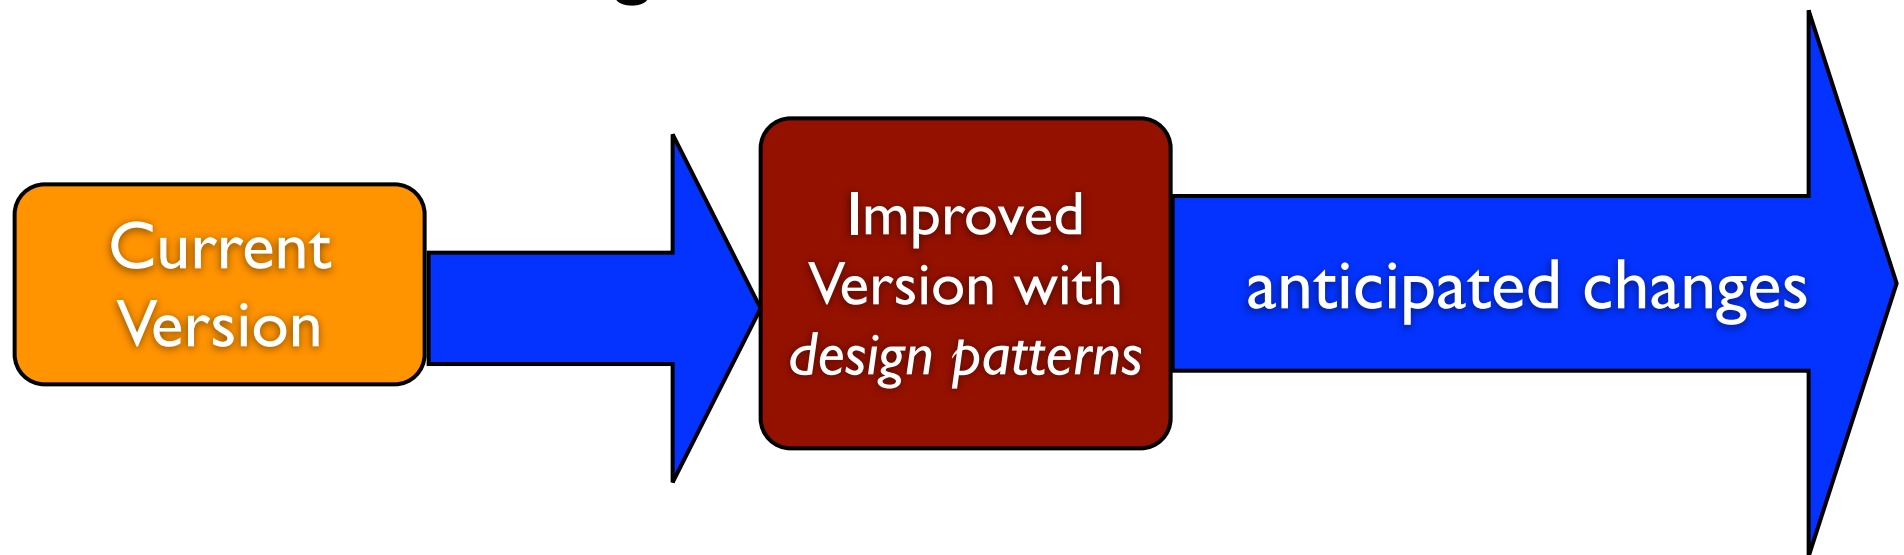 Current
Version
Improved
Version with
design patterns
anticipated changes